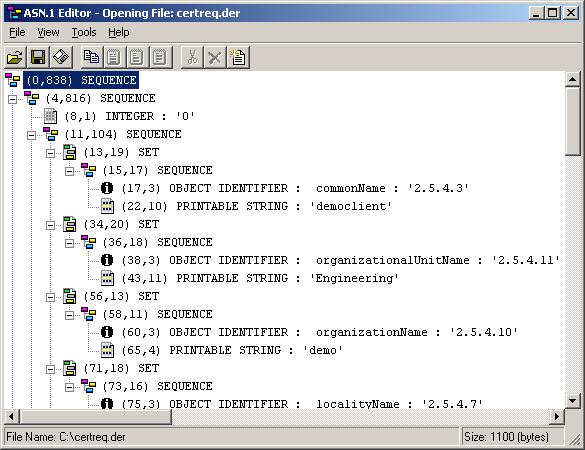 ASN.1 Editor - Opening File: certreq.der
File View Tools Help
(0,838) SEQUENCE
(4,816) SEQUENCE
(8,1) INTEGER : '0'
(11,104) SEQUENCE
(13,19) SET
(15,17) SEQUENCE
(17,3) OBJECT IDENTIFIER : commonName : '2.5.4.3'
(22,10) PRINTABLE STRING : 'democlient'
(34,20) SET
(36,18) SEQUENCE
(38,3) OBJECT IDENTIFIER : organizationalUnitName : '2.5.4.11'
(43,11) PRINTABLE STRING : 'Engineering'
(56,13) SET
(58,11) SEQUENCE
(60,3) OBJECT IDENTIFIER : organizationName : '2.5.4.10'
(65,4) PRINTABLE STRING : 'demo'
(71,18) SET
(73,16) SEQUENCE
(75,3) OBJECT IDENTIFIER : localityName : '2.5.4.7'
File Name: C:\certreq.der Size: 1100 (bytes)